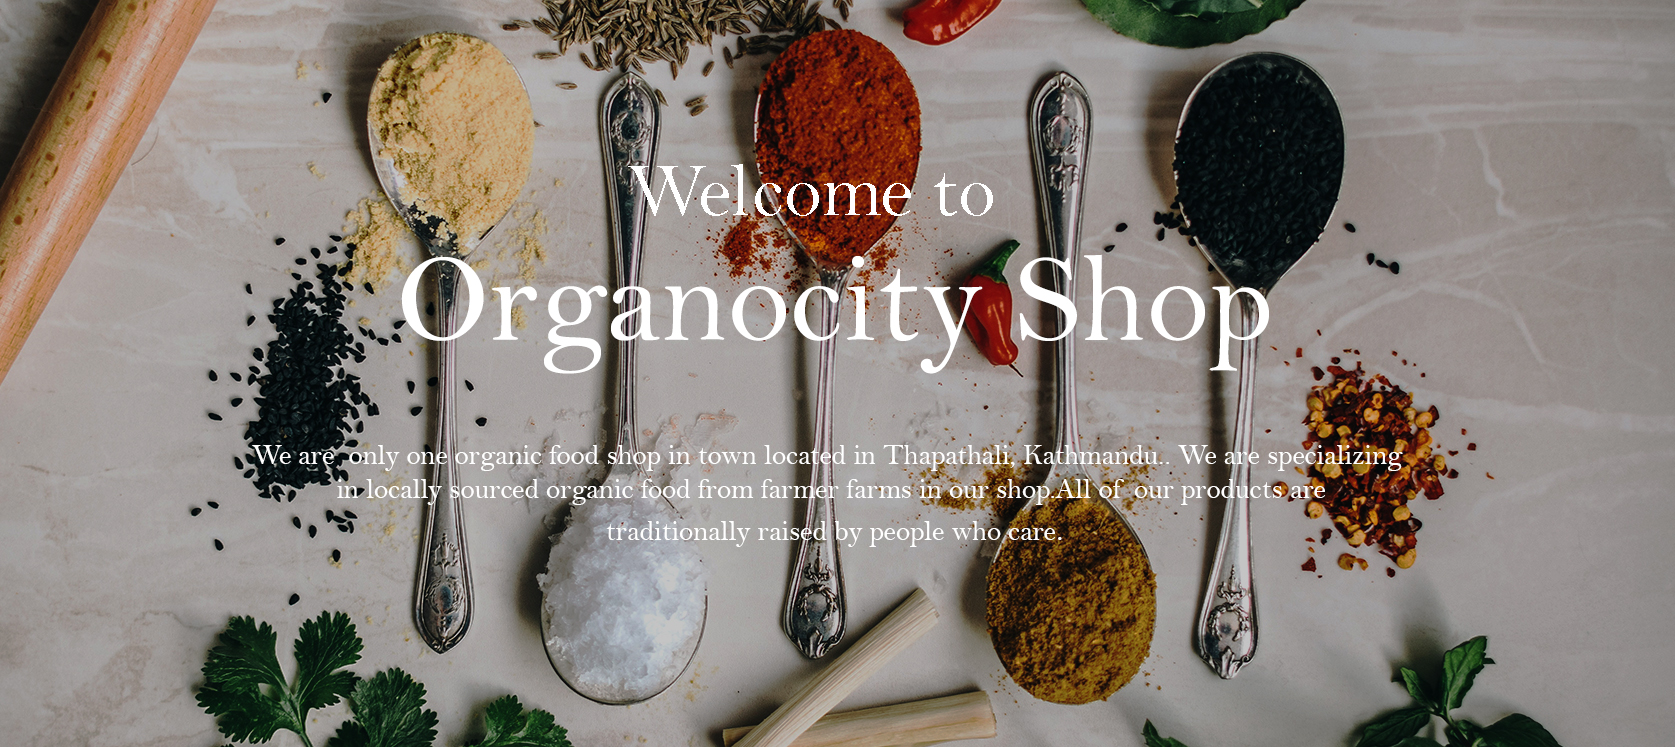 Welcome to
Organocity Shop
We are  only one organic food shop in town located in Thapathali, Kathmandu.. We are specializing
in locally sourced organic food from farmer farms in our shop.All of  our products are
traditionally raised by people who care.